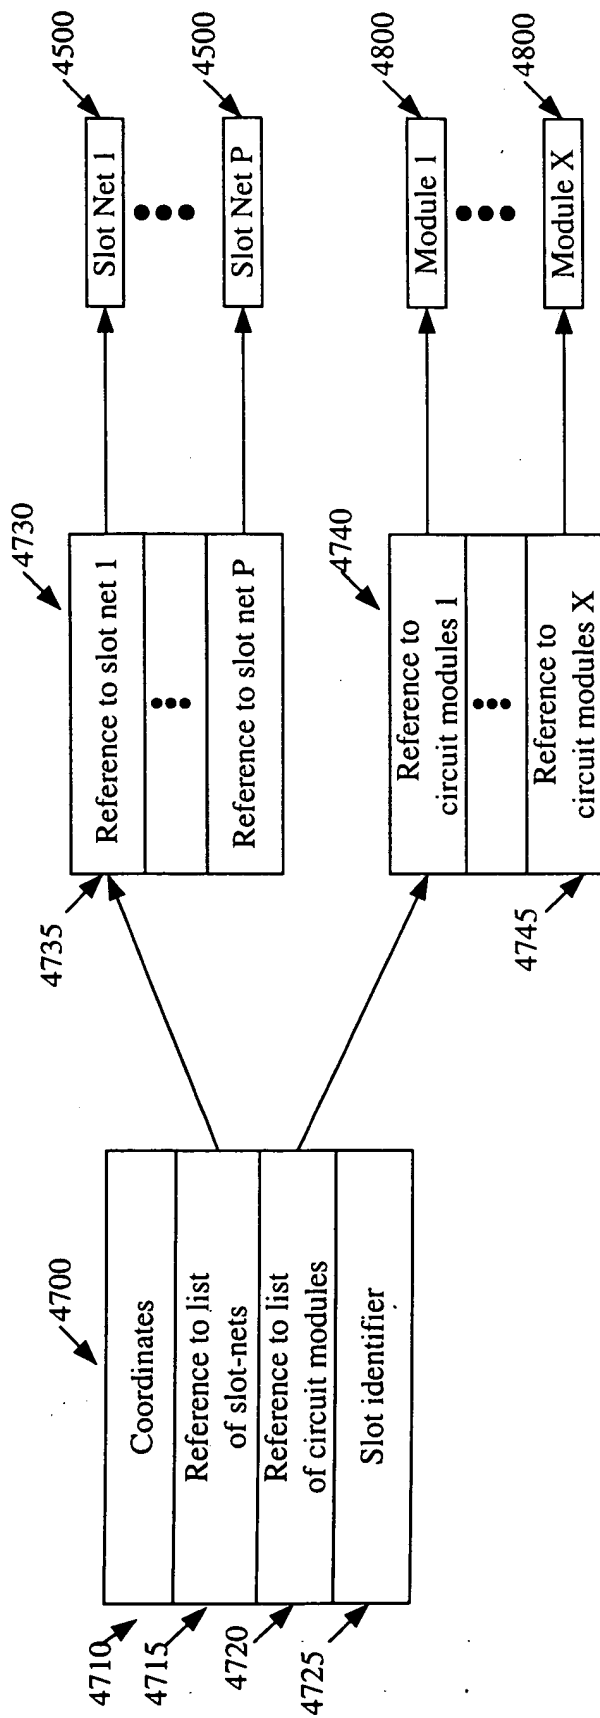 4700
4710
Coordinates
4715
Reference to list
of slot-nets
4720
Reference to list
of circuit modules
4725
Slot identifier
4730
4735
Reference to slot net 1
Reference to slot net P
4740
Reference to
circuit modules 1
4745
Reference to
circuit modules X
4500
Slot Net 1
4500
Slot Net P
4800
Module 1
4800
Module X